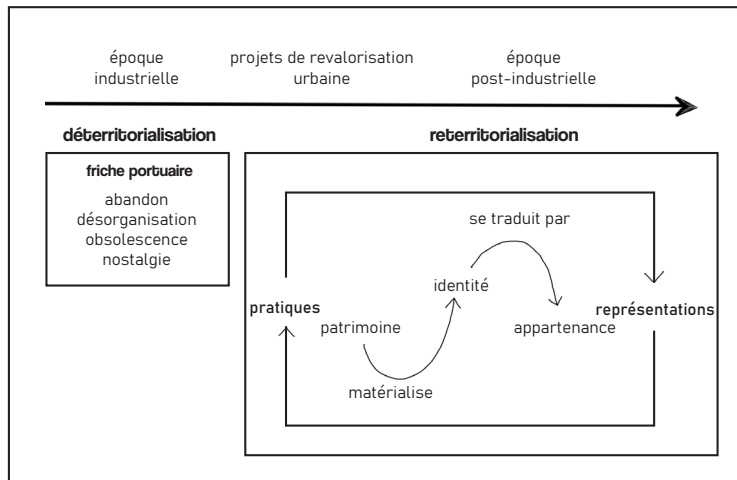 époque
industrielle
projets de revalorisation
urbaine
époque
post-industrielle
déterritorialisation
reterritorialisation
friche portuaire
abandon
désorganisation
obsolescence
nostalgie
se traduit par
identité
pratiques
représentations
patrimoine
appartenance
matérialise